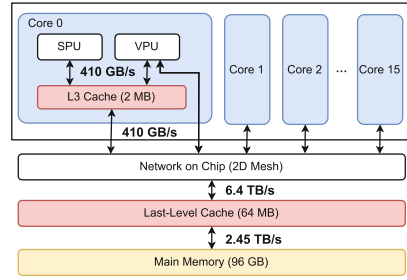 Core 0
SPU
VPU
410 GB/s
L3 Cache (2 MB)
Core 1
Core 2
...
Core 15
410 GB/s
Network on Chip (2D Mesh)
6.4 TB/s
Last-Level Cache (64 MB)
2.45 TB/s
Main Memory (96 GB)